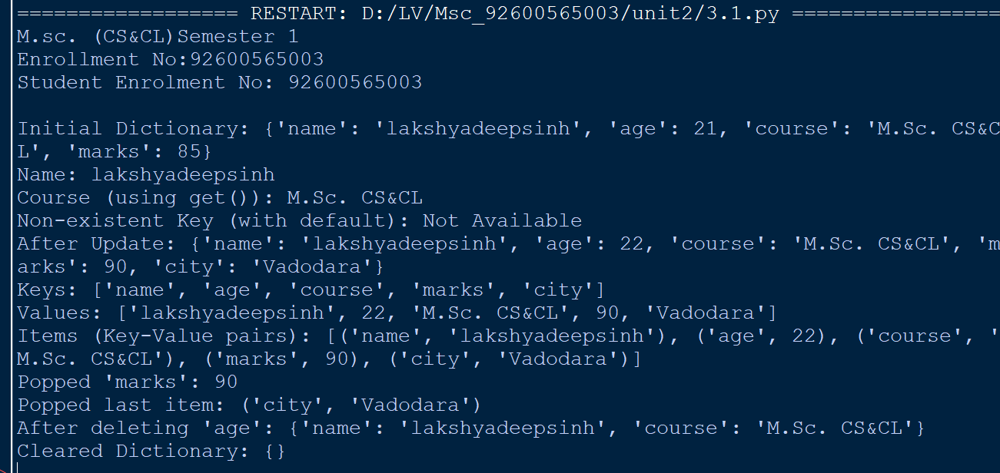 ================== RESTART: D:/LV/Msc_92600565003/unit2/3.1.py =================
M.sc. (CS&CL)Semester 1
Enrollment No:92600565003
Student Enrolment No: 92600565003
Initial Dictionary: {'name': 'lakshyadeepsinh', 'age': 21, 'course': 'M.Sc. CS&C
L', 'marks': 85}
Name: lakshyadeepsinh
Course (using get()): M.Sc. CS&CL
Non-existent Key (with default): Not Available
After Update: {'name': 'lakshyadeepsinh', 'age': 22, 'course': 'M.Sc. CS&CL', 'm
arks': 90, 'city': 'Vadodara'}
Keys: ['name', 'age', 'course', 'marks', 'city']
Values: ['lakshyadeepsinh', 22, 'M.Sc. CS&CL', 90, 'Vadodara']
Items (Key-Value pairs): [('name', 'lakshyadeepsinh'), ('age', 22), ('course', '
M.Sc. CS&CL'), ('marks', 90), ('city', 'Vadodara')]
Popped 'marks': 90
Popped last item: ('city', 'Vadodara')
After deleting 'age': {'name': 'lakshyadeepsinh', 'course': 'M.Sc. CS&CL'}
Cleared Dictionary: {}